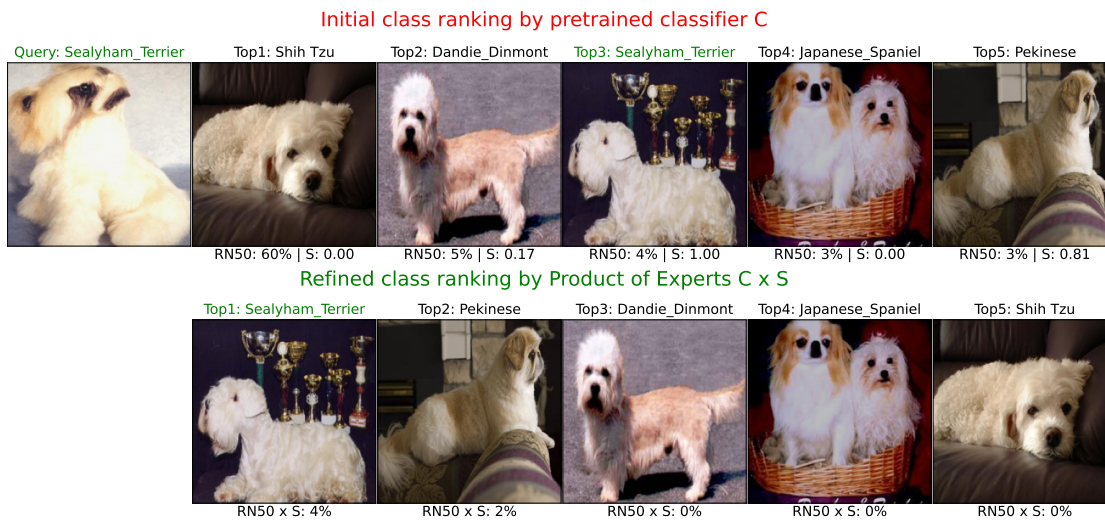 Initial class ranking by pretrained classifier C
Query: Sealyham_Terrier
Top1: Shih Tzu
Top2: Dandie_Dinmont
Top3: Sealyham_Terrier
Top4: Japanese_Spaniel
Top5: Pekinese
RN50: 60% | S: 0.00
RN50: 5% | S: 0.17
RN50: 4% | S: 1.00
RN50: 3% | S: 0.00
RN50: 3% | S: 0.81
Refined class ranking by Product of Experts C x S
Top1: Sealyham_Terrier
Top2: Pekinese
Top3: Dandie_Dinmont
Top4: Japanese_Spaniel
Top5: Shih Tzu
RN50 x S: 4%
RN50 x S: 2%
RN50 x S: 0%
RN50 x S: 0%
RN50 x S: 0%